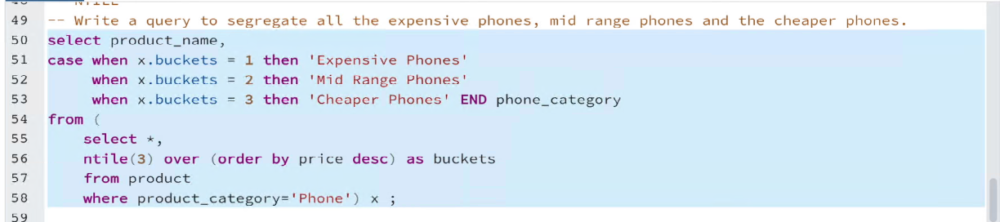 48 -- NTILE
49 -- Write a query to segregate all the expensive phones, mid range phones and the cheaper phones.
50 select product_name,
51 case when x.buckets = 1 then 'Expensive Phones'
52 when x.buckets = 2 then 'Mid Range Phones'
53 when x.buckets = 3 then 'Cheaper Phones' END phone_category
54 from (
55 select *,
56 ntile(3) over (order by price desc) as buckets
57 from product
58 where product_category='Phone') x ;
59